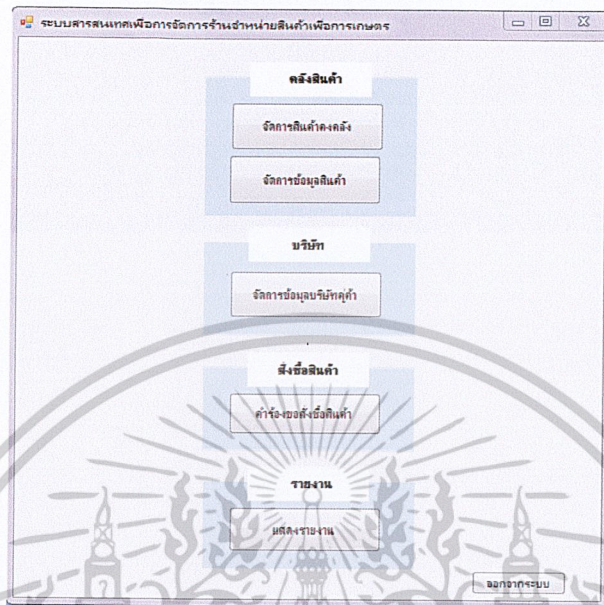 ระบบสารสนเทศเพื่อการจัดการร้านจำหน่ายสินค้าเพื่อการเกษตร
คลังสินค้า
จัดการสินค้าคงคลัง
จัดการข้อมูลสินค้า
บริษัท
จัดการข้อมูลบริษัทคู่ค้า
สั่งซื้อสินค้า
คำร้องขอสั่งซื้อสินค้า
รายงาน
แสดงรายงาน
ออกจากระบบ